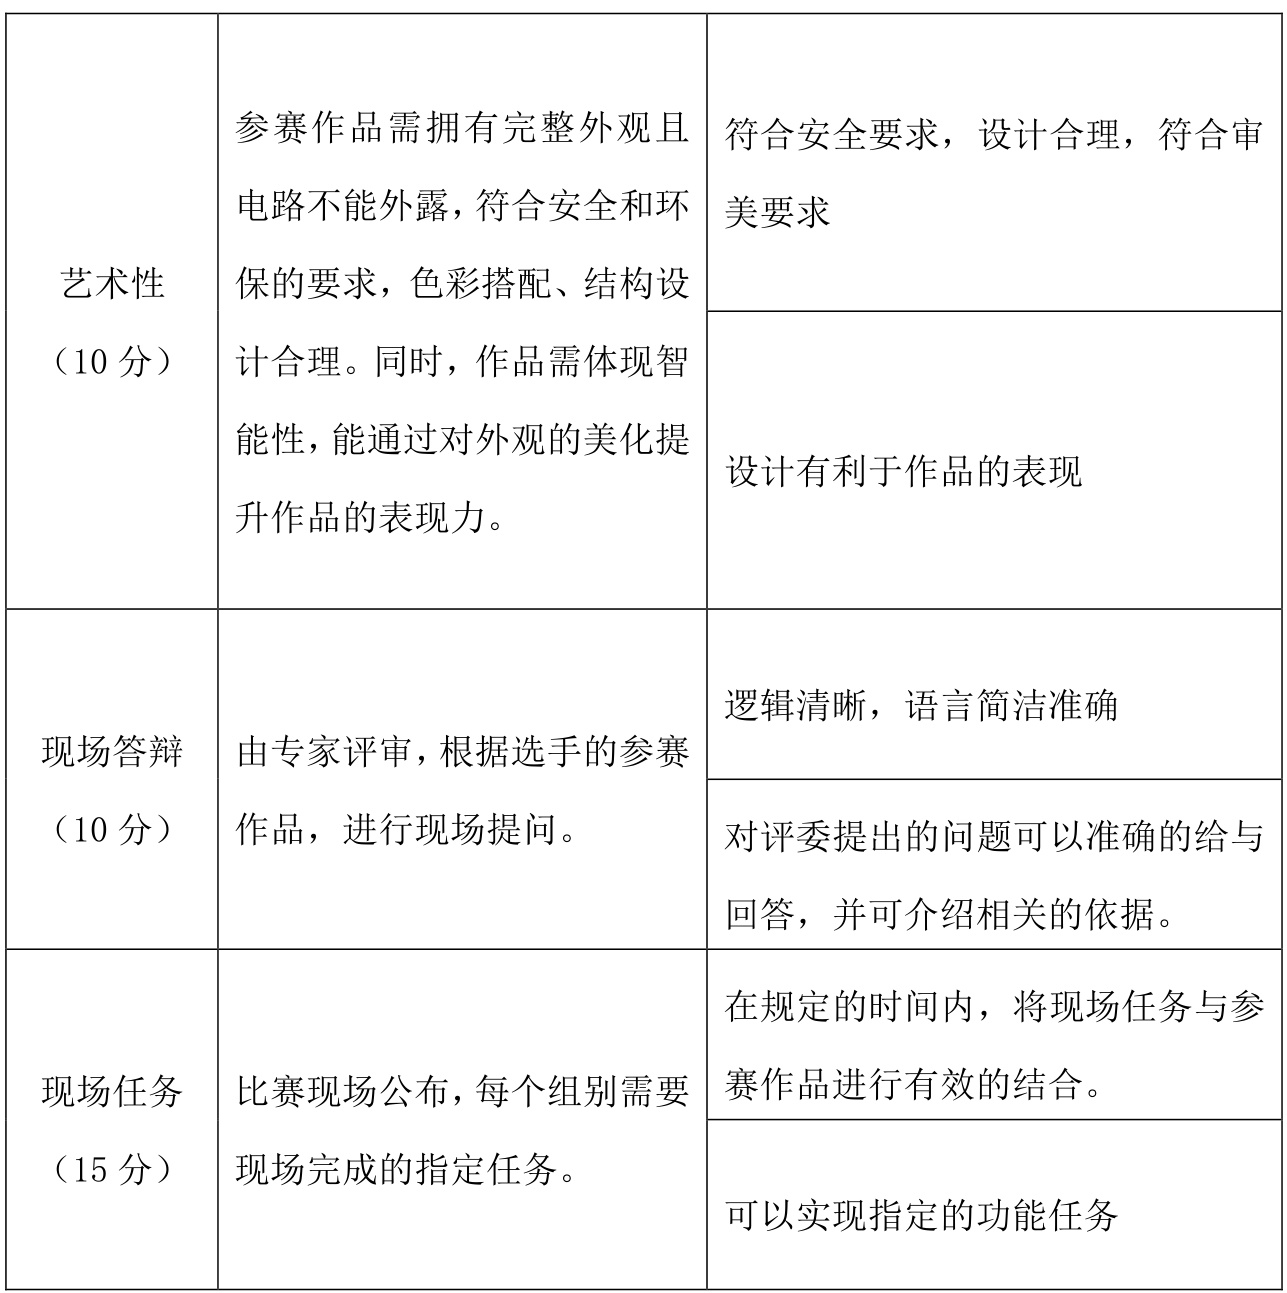 艺术性
（10 分）
参赛作品需拥有完整外观且
电路不能外露，符合安全和环
保的要求，色彩搭配、结构设
计合理。同时，作品需体现智
能性，能通过对外观的美化提
升作品的表现力。
符合安全要求，设计合理，符合审
美要求
设计有利于作品的表现
现场答辩
（10 分）
由专家评审，根据选手的参赛
作品，进行现场提问。
逻辑清晰，语言简洁准确
对评委提出的问题可以准确的给与
回答，并可介绍相关的依据。
现场任务
（15 分）
比赛现场公布，每个组别需要
现场完成的指定任务。
在规定的时间内，将现场任务与参
赛作品进行有效的结合。
可以实现指定的功能任务